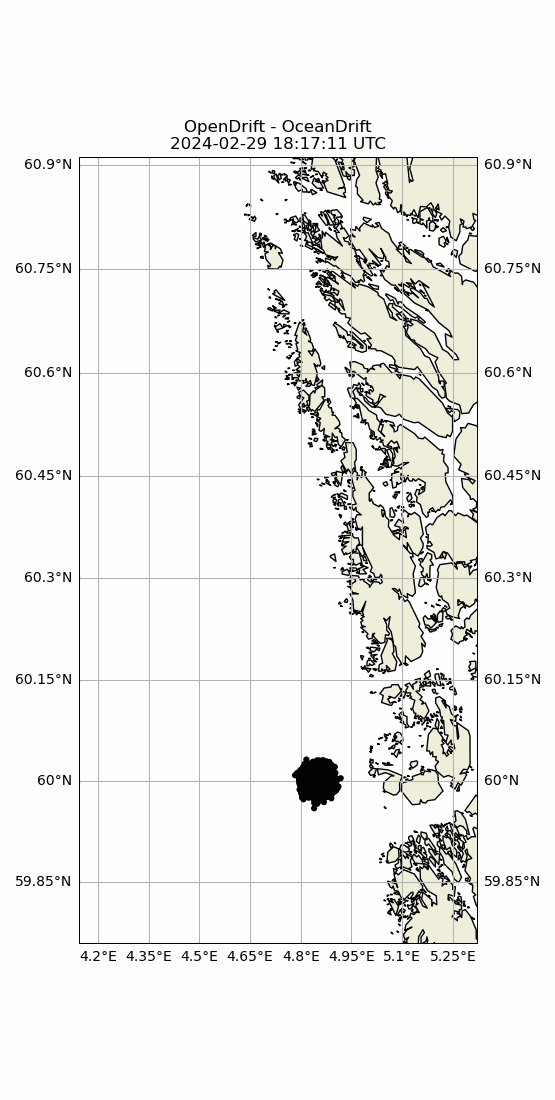 OpenDrift - OceanDrift
2024-02-29 18:17:11 UTC
60.9°N 60.9°N
60.75°N 60.75°N
60.6°N 60.6°N
60.45°N 60.45°N
60.3°N 60.3°N
60.15°N 60.15°N
60°N 60°N
59.85°N 59.85°N
4.2°E 4.35°E 4.5°E 4.65°E 4.8°E 4.95°E 5.1°E 5.25°E